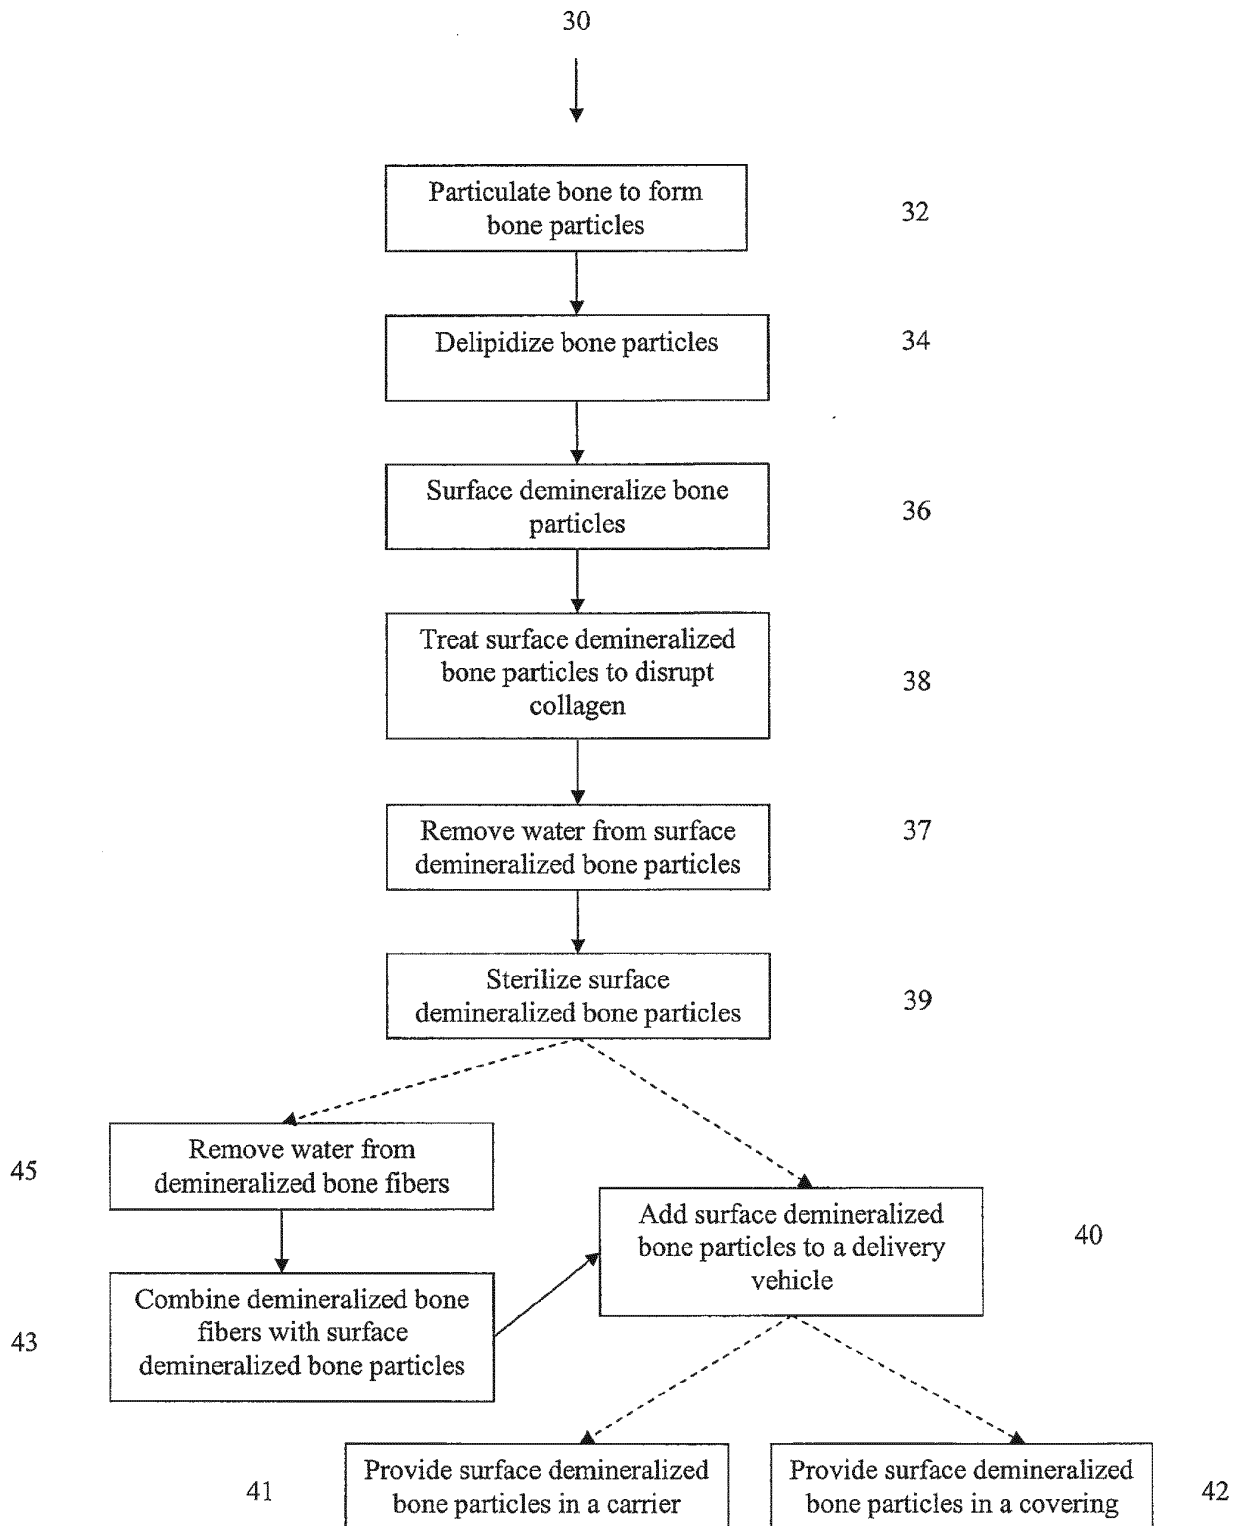 30
Particulate bone to form
bone particles
32
Delipidize bone particles
34
Surface demineralize bone
particles
36
Treat surface demineralized
bone particles to disrupt
collagen
38
Remove water from surface
demineralized bone particles
37
Sterilize surface
demineralized bone particles
39
Remove water from
demineralized bone fibers
45
Add surface demineralized
bone particles to a delivery
vehicle
40
Combine demineralized bone
fibers with surface
demineralized bone particles
43
Provide surface demineralized
bone particles in a carrier
41
Provide surface demineralized
bone particles in a covering
42